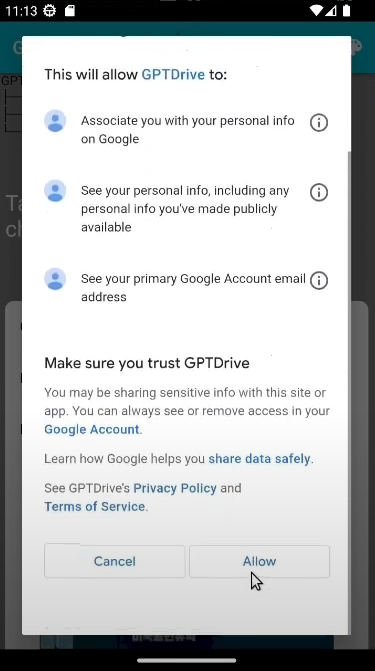 11:13
This will allow GPTDrive to:
Associate you with your personal info
on Google
See your personal info, including any
personal info you've made publicly
available
See your primary Google Account email
address
Make sure you trust GPTDrive
You may be sharing sensitive info with this site or
app. You can always see or remove access in your
Google Account.
Learn how Google helps you share data safely.
See GPTDrive's Privacy Policy and
Terms of Service.
Cancel
Allow